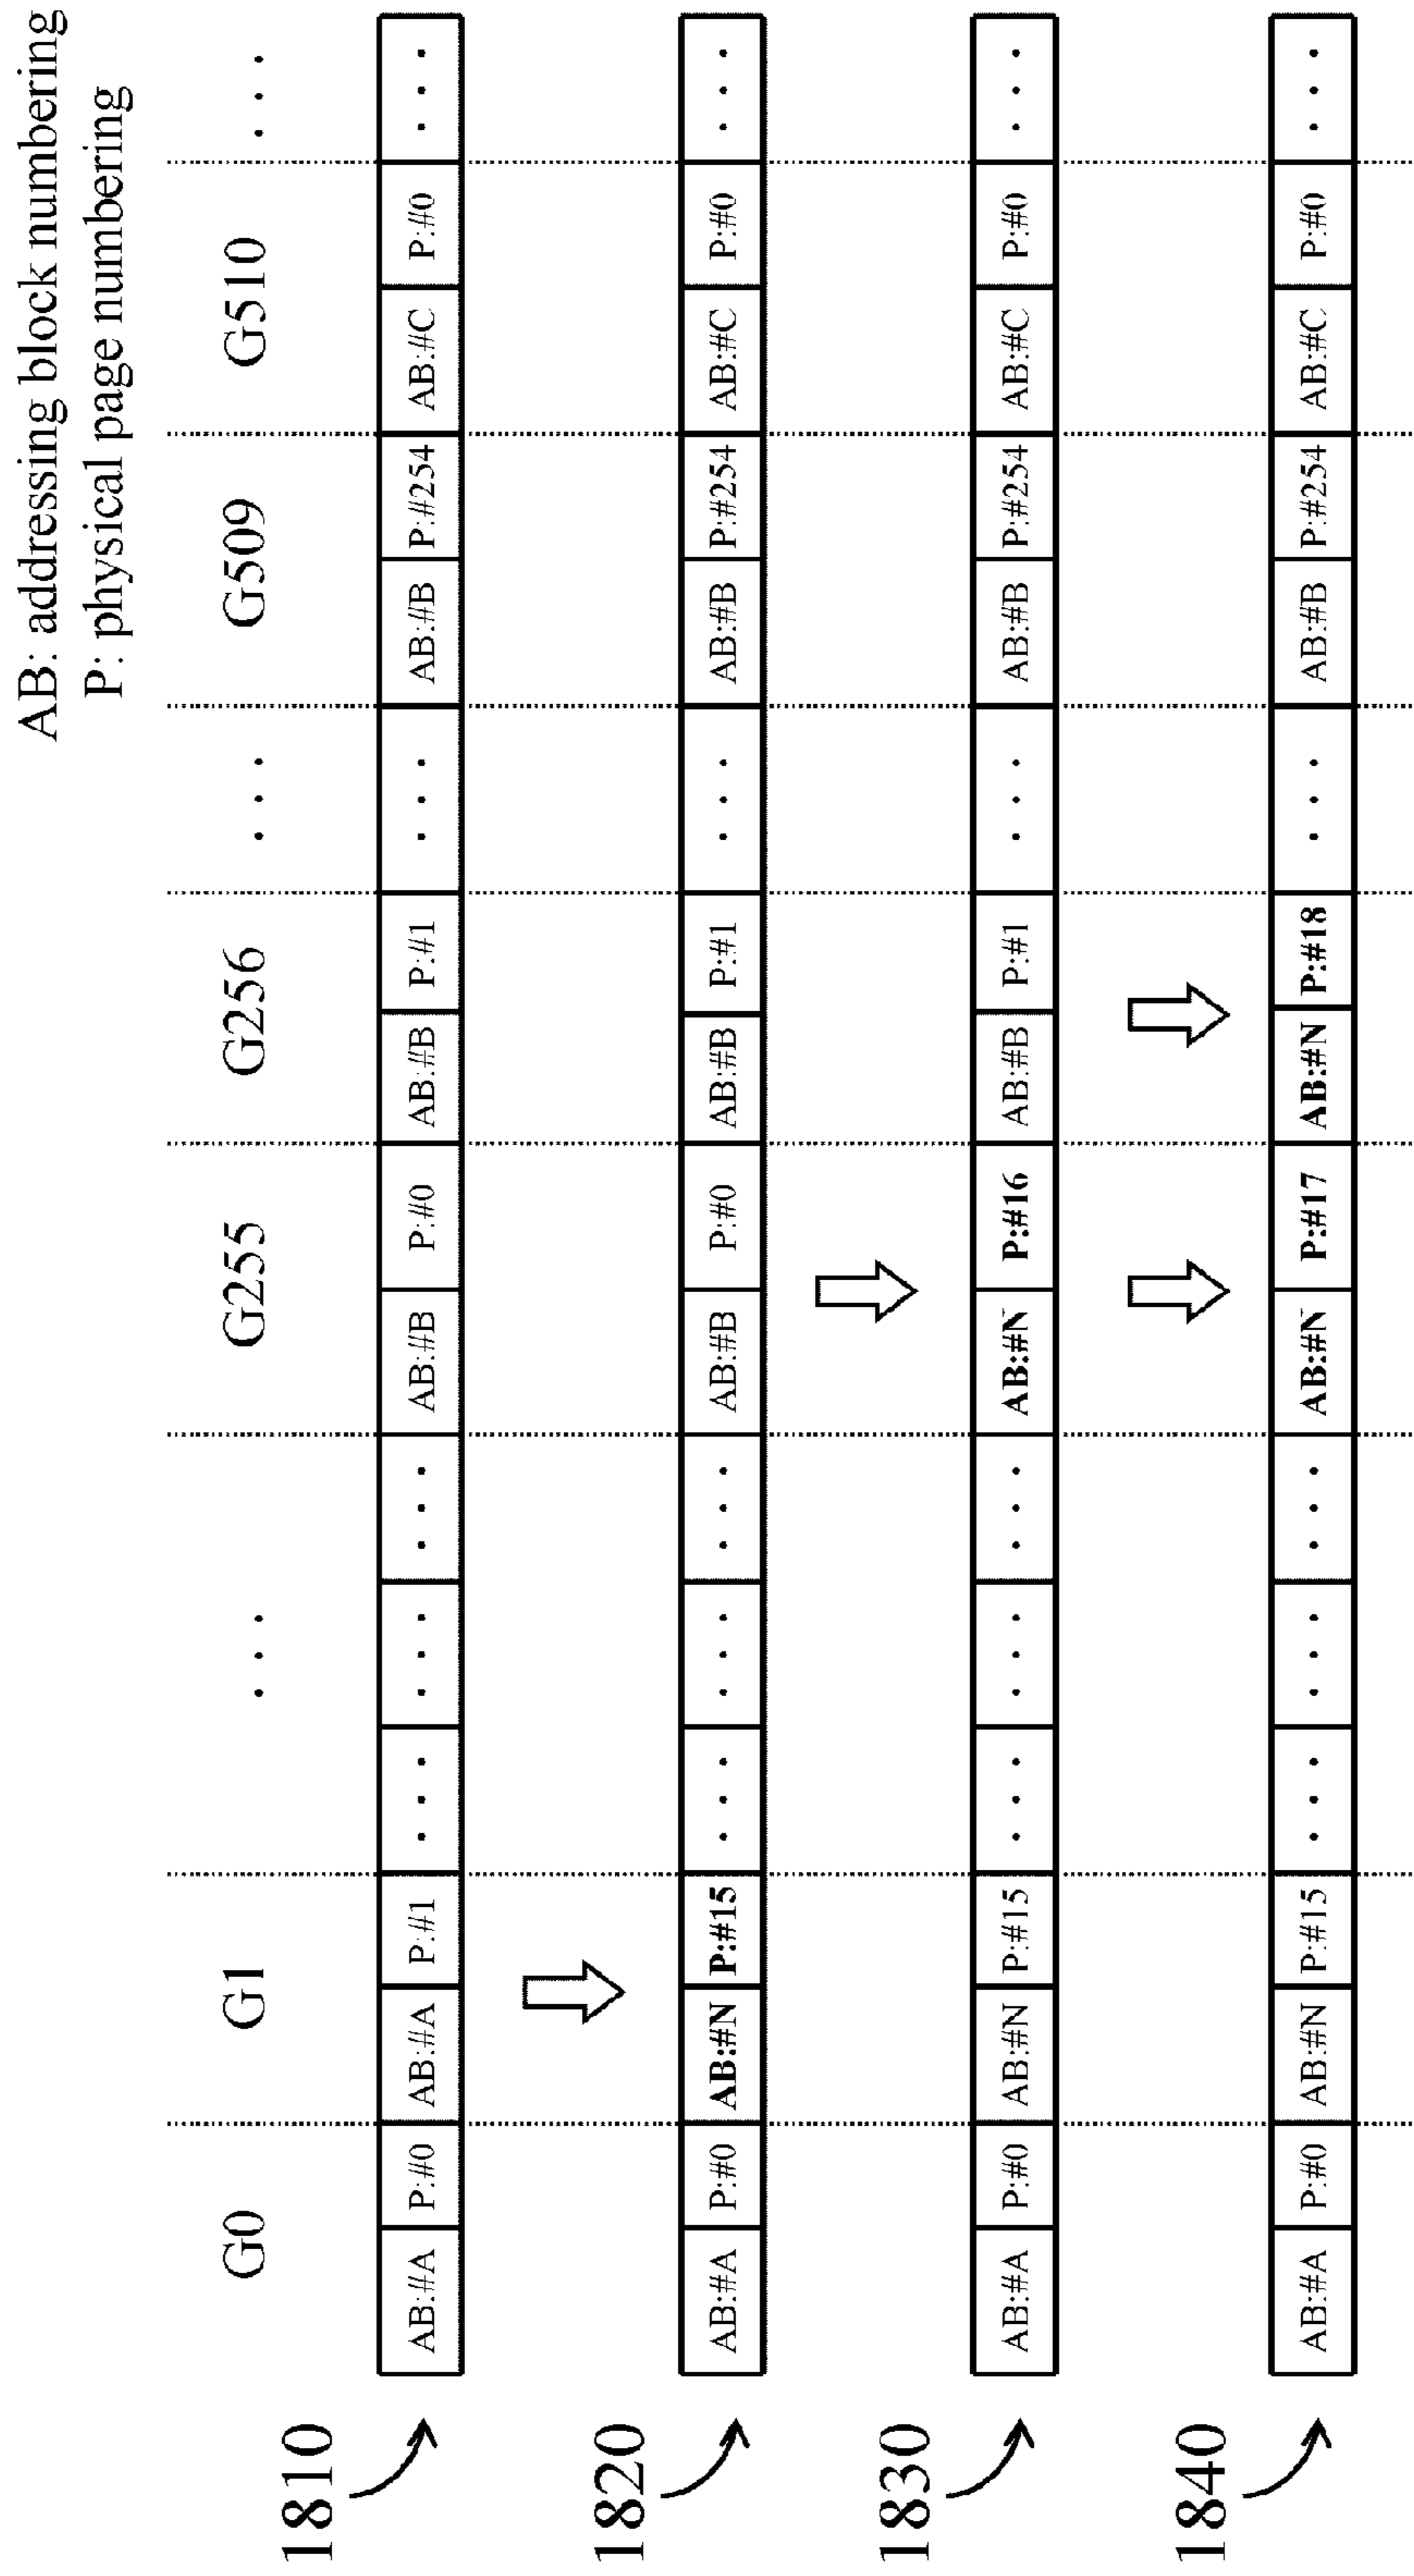 AB: addressing block numbering
P: physical page numbering
G0 G1 . . . G255 G256 . . . G509 G510 . . .
1810
AB:#A P:#0 AB:#A P:#1 . . . . . . . . . AB:#B P:#0 AB:#B P:#1 . . . AB:#B P:#254 AB:#C P:#0 . . .
1820
AB:#A P:#0 AB:#N P:#15 . . . . . . . . . AB:#B P:#0 AB:#B P:#1 . . . AB:#B P:#254 AB:#C P:#0 . . .
1830
AB:#A P:#0 AB:#N P:#15 . . . . . . . . . AB:#N P:#16 AB:#B P:#1 . . . AB:#B P:#254 AB:#C P:#0 . . .
1840
AB:#A P:#0 AB:#N P:#15 . . . . . . . . . AB:#N P:#17 AB:#N P:#18 . . . AB:#B P:#254 AB:#C P:#0 . . .